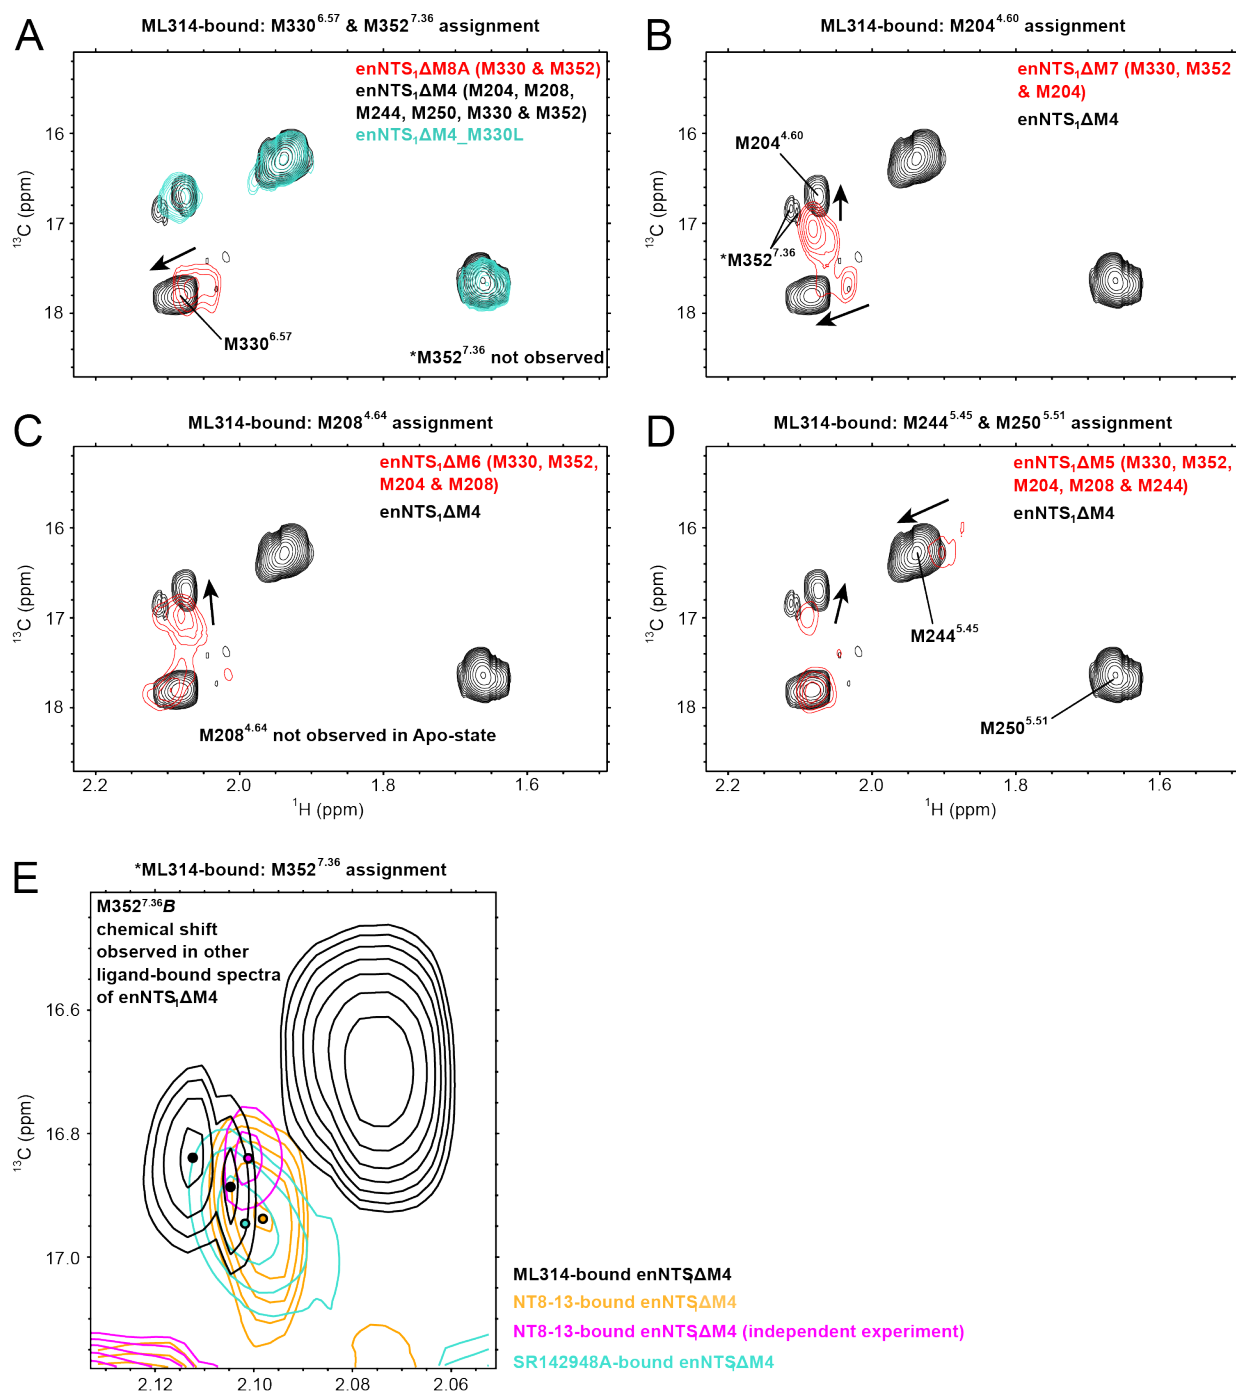 A
ML314-bound: M330^6.57 & M352^7.36 assignment
enNTS₁ΔM8A (M330 & M352)
enNTS₁ΔM4 (M204, M208,
M244, M250, M330 & M352)
enNTS₁ΔM4_M330L
16
17
18
¹³C (ppm)
M330^6.57
*M352^7.36 not observed
B
ML314-bound: M204^4.60 assignment
enNTS₁ΔM7 (M330, M352
& M204)
enNTS₁ΔM4
M204^4.60
*M352^7.36
16
17
18
¹³C (ppm)
C
ML314-bound: M208^4.64 assignment
enNTS₁ΔM6 (M330, M352,
M204 & M208)
enNTS₁ΔM4
16
17
18
¹³C (ppm)
M208^4.64 not observed in Apo-state
2.2 2.0 1.8 1.6
¹H (ppm)
D
ML314-bound: M244^5.45 & M250^5.51 assignment
enNTS₁ΔM5 (M330, M352,
M204, M208 & M244)
enNTS₁ΔM4
16
17
18
¹³C (ppm)
M244^5.45
M250^5.51
2.2 2.0 1.8 1.6
¹H (ppm)
E
*ML314-bound: M352^7.36 assignment
M352^7.36B
chemical shift
observed in other
ligand-bound spectra
of enNTS₁ΔM4
16.6
16.8
17.0
¹³C (ppm)
2.12 2.10 2.08 2.06
ML314-bound enNTS₁ΔM4
NT8-13-bound enNTS₁ΔM4
NT8-13-bound enNTS₁ΔM4 (independent experiment)
SR142948A-bound enNTS₁ΔM4